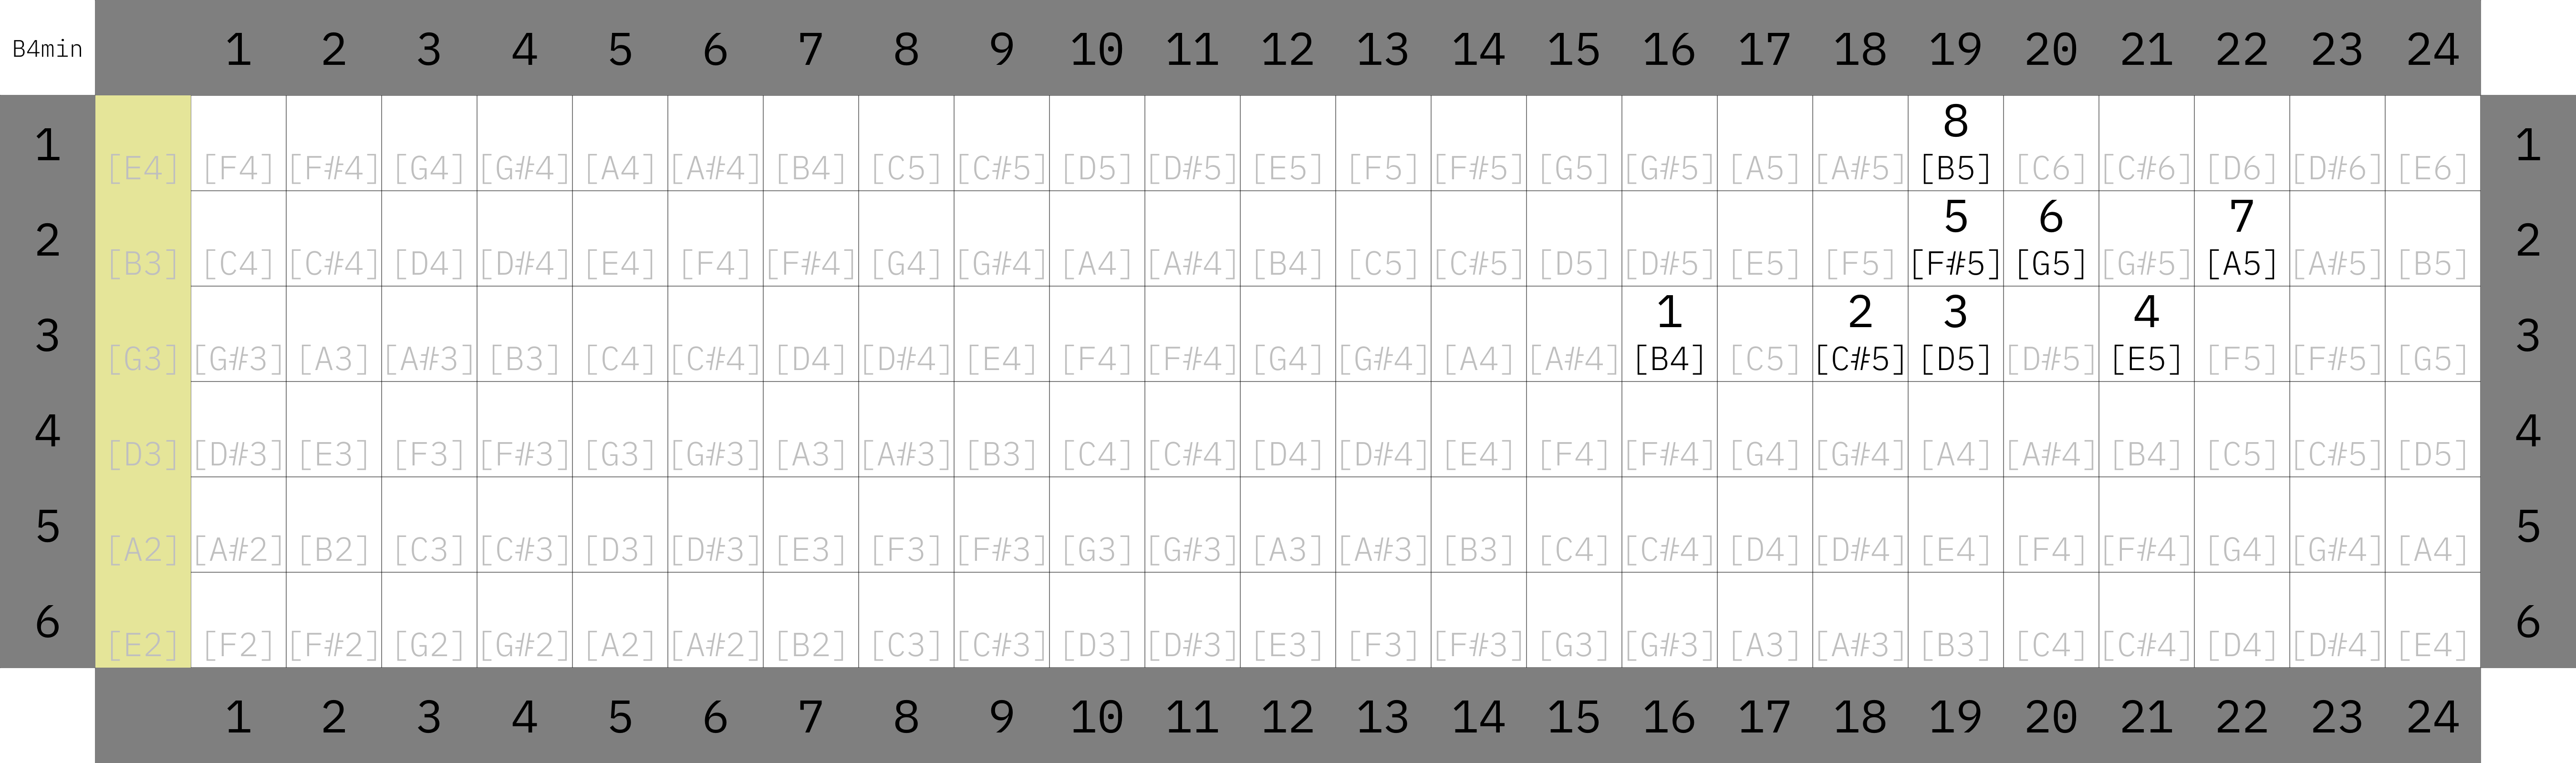 B4min 1 2 3 4 5 6 7 8 9 10 11 12 13 14 15 16 17 18 19 20 21 22 23 24
8
1 [E4] [F4] [F#4] [G4] [G#4] [A4] [A#4] [B4] [C5] [C#5] [D5] [D#5] [E5] [F5] [F#5] [G5] [G#5] [A5] [A#5] [B5] [C6] [C#6] [D6] [D#6] [E6] 1
5 6 7
2 [B3] [C4] [C#4] [D4] [D#4] [E4] [F4] [F#4] [G4] [G#4] [A4] [A#4] [B4] [C5] [C#5] [D5] [D#5] [E5] [F5] [F#5] [G5] [G#5] [A5] [A#5] [B5] 2
1 2 3 4
3 [G3] [G#3] [A3] [A#3] [B3] [C4] [C#4] [D4] [D#4] [E4] [F4] [F#4] [G4] [G#4] [A4] [A#4] [B4] [C5] [C#5] [D5] [D#5] [E5] [F5] [F#5] [G5] 3
4 [D3] [D#3] [E3] [F3] [F#3] [G3] [G#3] [A3] [A#3] [B3] [C4] [C#4] [D4] [D#4] [E4] [F4] [F#4] [G4] [G#4] [A4] [A#4] [B4] [C5] [C#5] [D5] 4
5 [A2] [A#2] [B2] [C3] [C#3] [D3] [D#3] [E3] [F3] [F#3] [G3] [G#3] [A3] [A#3] [B3] [C4] [C#4] [D4] [D#4] [E4] [F4] [F#4] [G4] [G#4] [A4] 5
6 [E2] [F2] [F#2] [G2] [G#2] [A2] [A#2] [B2] [C3] [C#3] [D3] [D#3] [E3] [F3] [F#3] [G3] [G#3] [A3] [A#3] [B3] [C4] [C#4] [D4] [D#4] [E4] 6
1 2 3 4 5 6 7 8 9 10 11 12 13 14 15 16 17 18 19 20 21 22 23 24